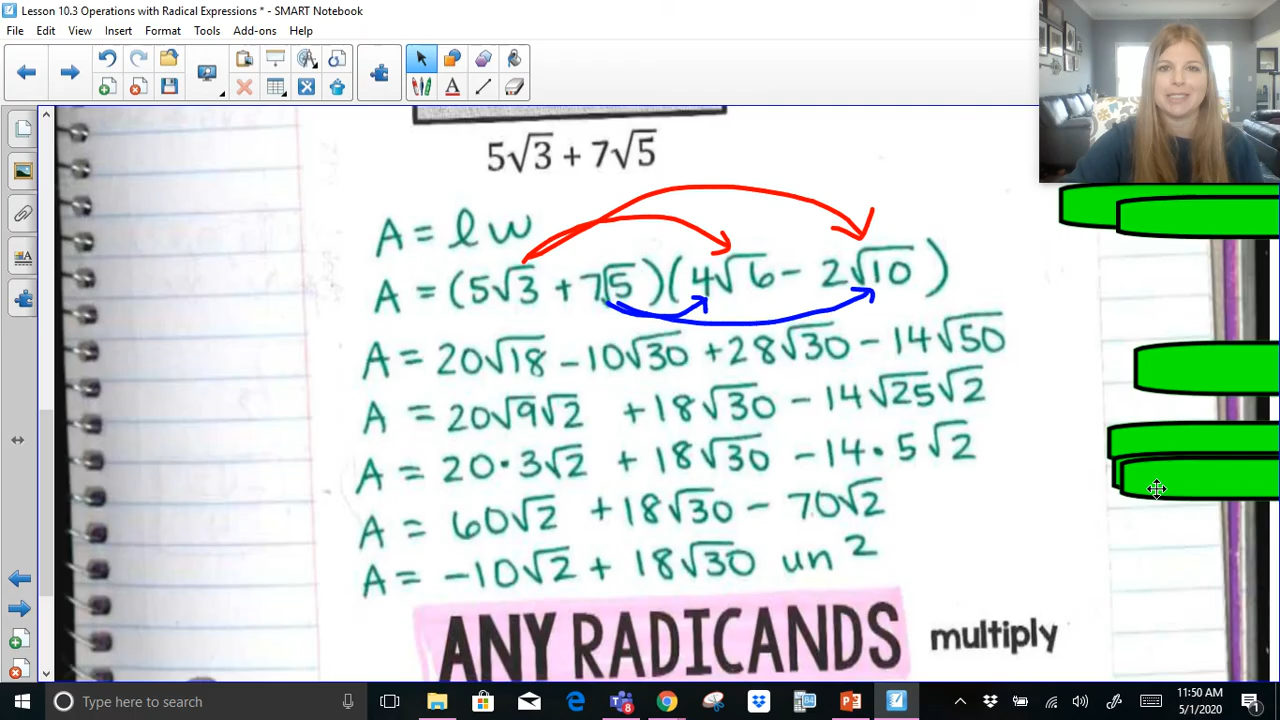 Lesson 10.3 Operations with Radical Expressions * - SMART Notebook
File Edit View Insert Format Tools Add-ons Help
5√3 + 7√5
A = lw
A = (5√3 + 7√5)(4√6 - 2√10)
A = 20√18 - 10√30 + 28√30 - 14√50
A = 20√9√2 + 18√30 - 14√25√2
A = 20·3√2 + 18√30 - 14·5√2
A = 60√2 + 18√30 - 70√2
A = -10√2 + 18√30 un²
ANY RADICANDS multiply
Type here to search
11:50 AM
5/1/2020